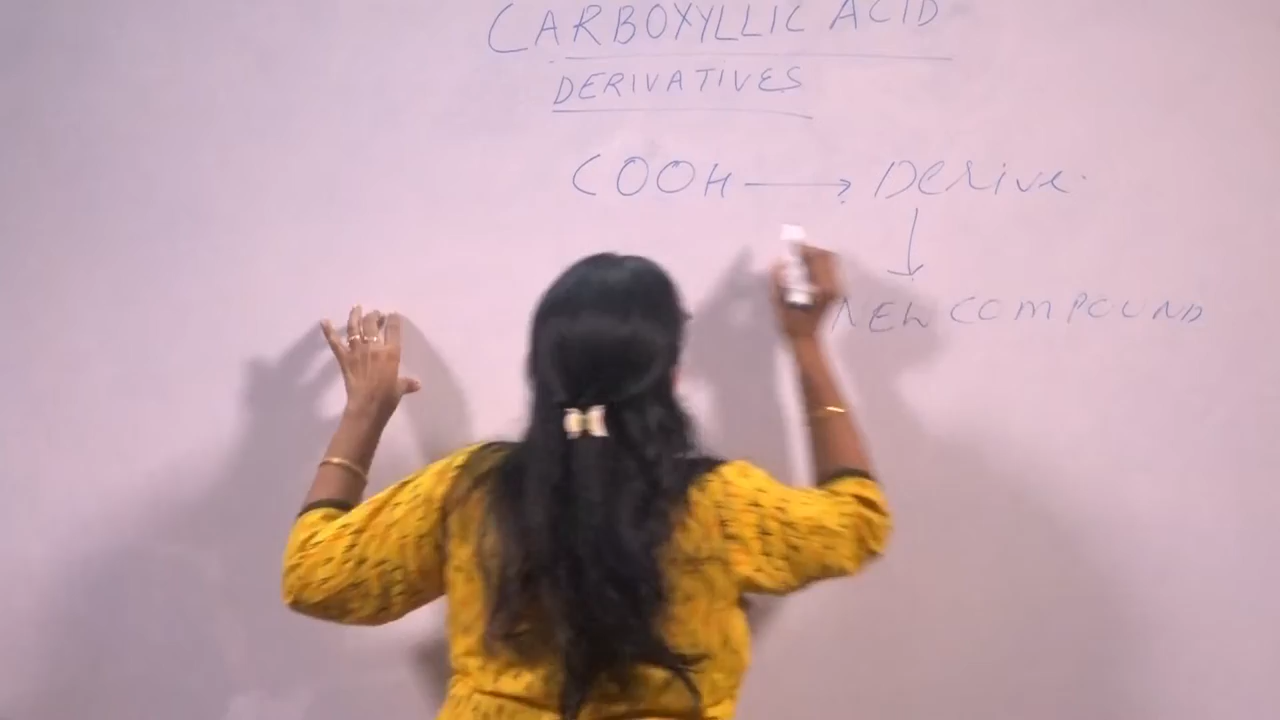 CARBOXYLLIC ACID
DERIVATIVES
COOH → Derive
↓
NEW COMPOUND